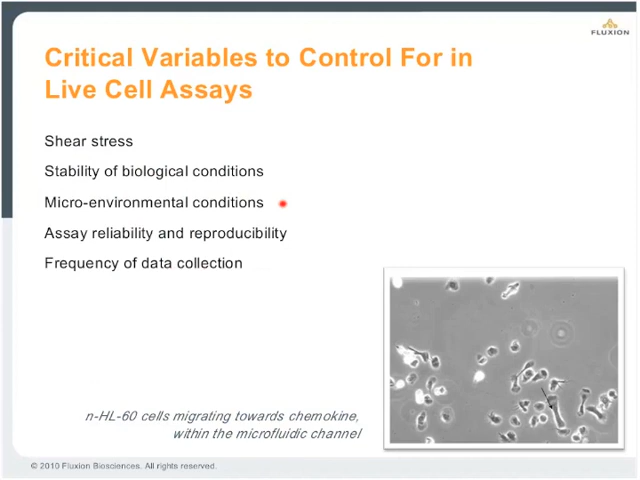 FLUXION
Critical Variables to Control For in
Live Cell Assays
Shear stress
Stability of biological conditions
Micro-environmental conditions
Assay reliability and reproducibility
Frequency of data collection
n-HL-60 cells migrating towards chemokine,
within the microfluidic channel
© 2010 Fluxion Biosciences. All rights reserved.